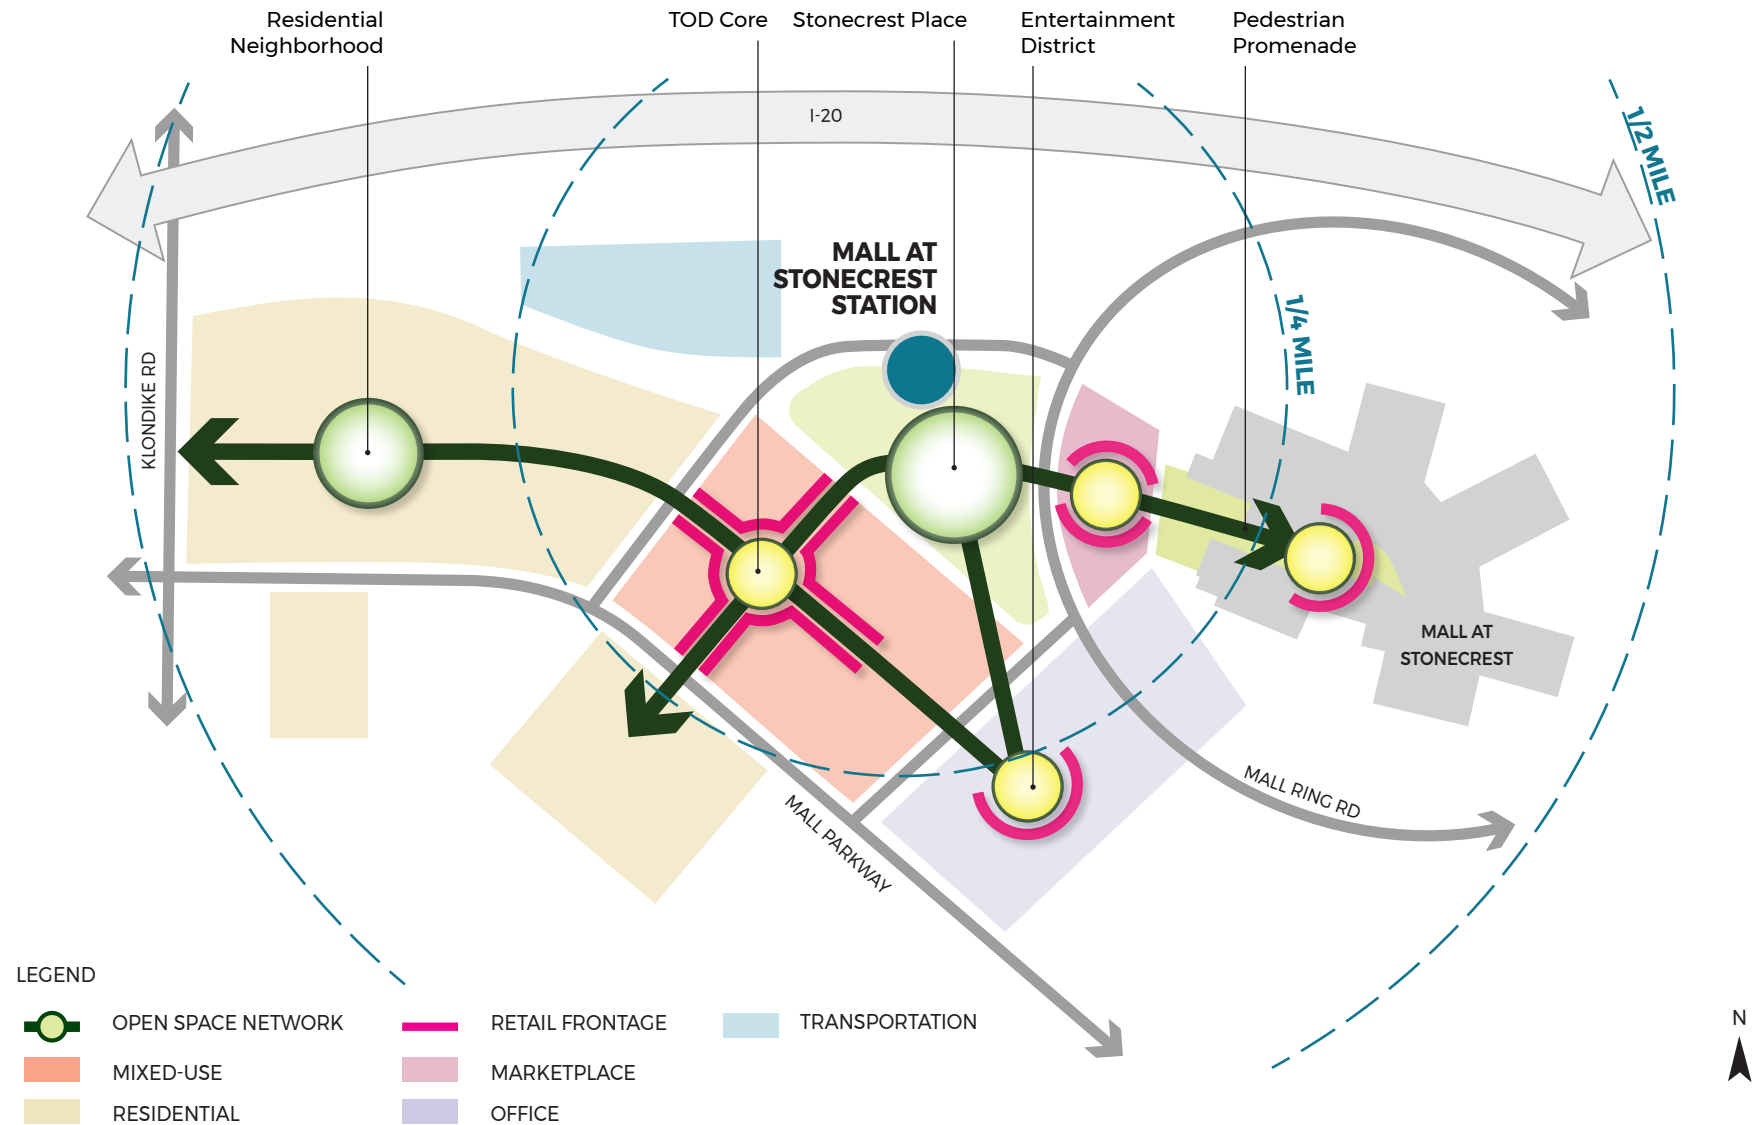 Residential
Neighborhood
TOD Core
Stonecrest Place
Entertainment
District
Pedestrian
Promenade
I-20
1/2 MILE
MALL AT
STONECREST
STATION
1/4 MILE
KLONDIKE RD
MALL AT
STONECREST
MALL RING RD
MALL PARKWAY
LEGEND
OPEN SPACE NETWORK
RETAIL FRONTAGE
TRANSPORTATION
MIXED-USE
MARKETPLACE
RESIDENTIAL
OFFICE
N